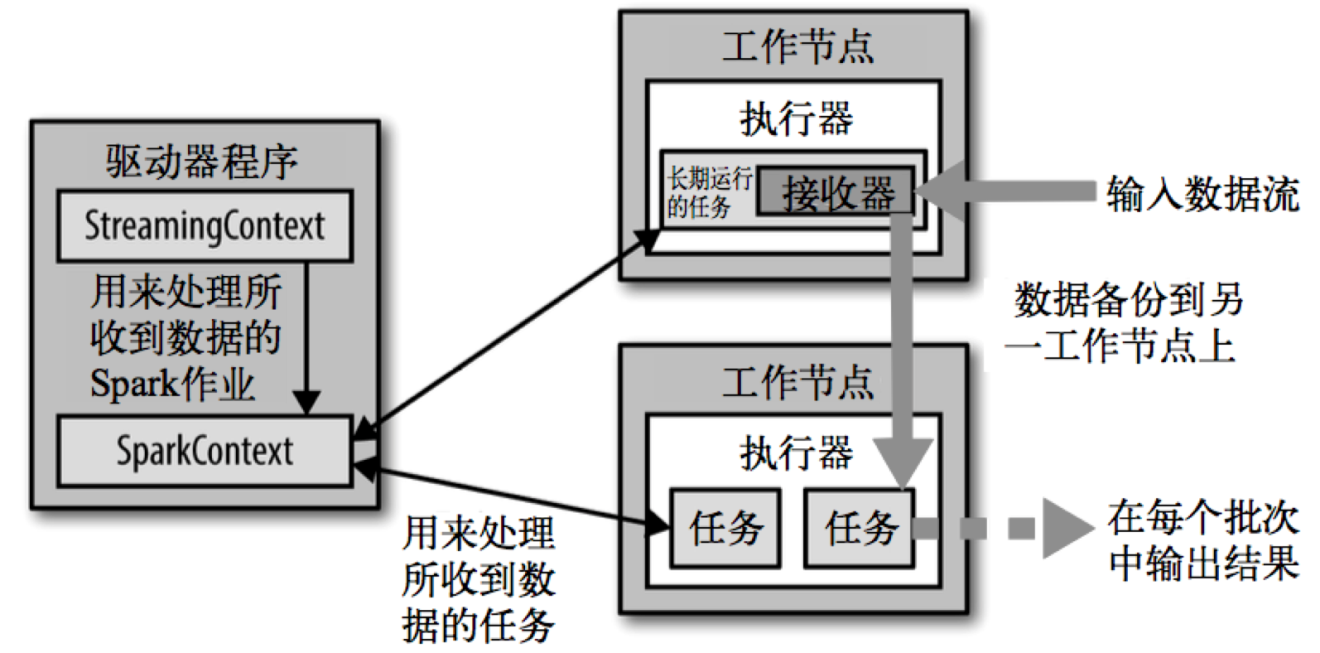 驱动器程序
StreamingContext
用来处理所
收到数据的
Spark作业
SparkContext
用来处理
所收到数
据的任务
工作节点
执行器
长期运行
的任务
接收器
输入数据流
数据备份到另
一工作节点上
工作节点
执行器
任务
任务
在每个批次
中输出结果